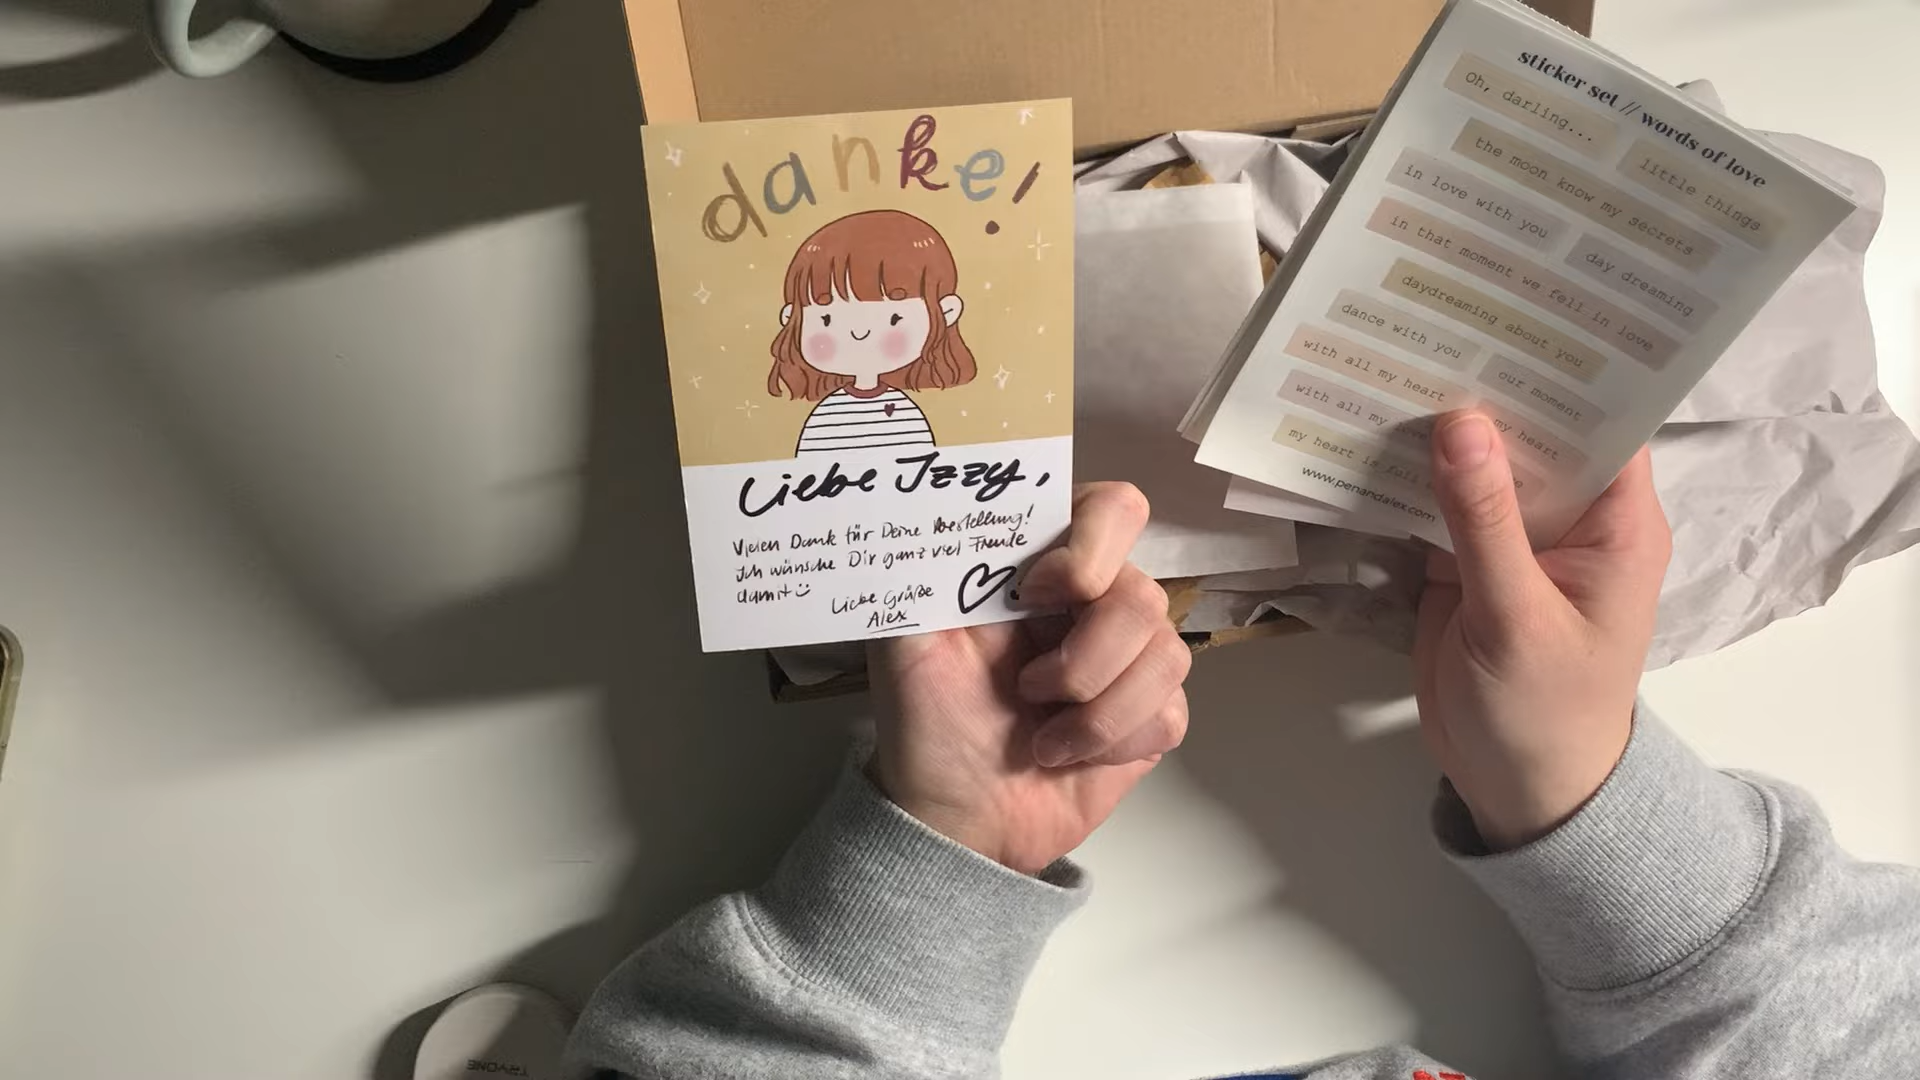 danke!
Liebe Izzy,
Vielen Dank für Deine Bestellung!
Ich wünsche Dir ganz viel Freude
damit
Liebe Grüße
Alex
sticker set // words of love
Oh, darling...
little things
the moon know my secrets
in love with you
day dreaming
in that moment we fell in love
daydreaming about you
dance with you
our moment
with all my heart
my heart
with all my love
my heart is full
www.penandalex.com
TRYONE